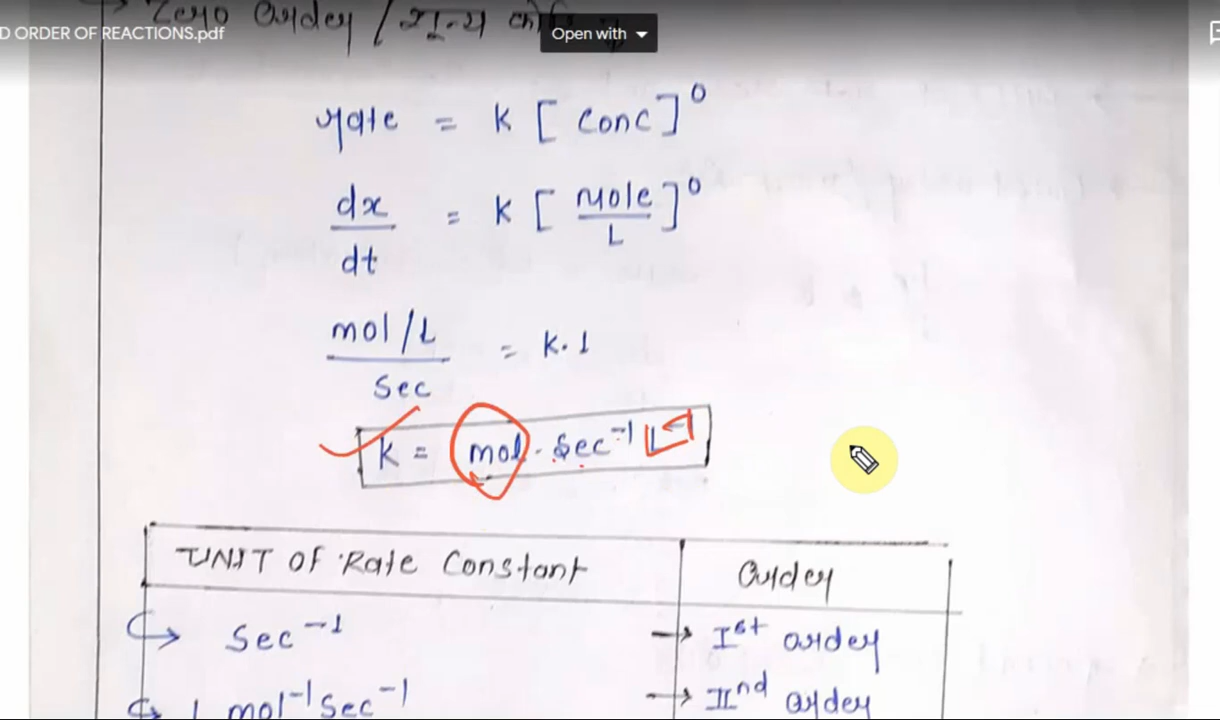 Zero Order / शून्य
D ORDER OF REACTIONS.pdf
Open with
rate = K [ Conc ]⁰
dx/dt = K [ Mole/L ]⁰
mol/L / Sec = K. 1
K = mol. Sec⁻¹ L⁻¹
UNIT OF Rate Constant Order
Sec⁻¹ → Iˢᵗ order
L mol⁻¹ Sec⁻¹ → IIⁿᵈ order